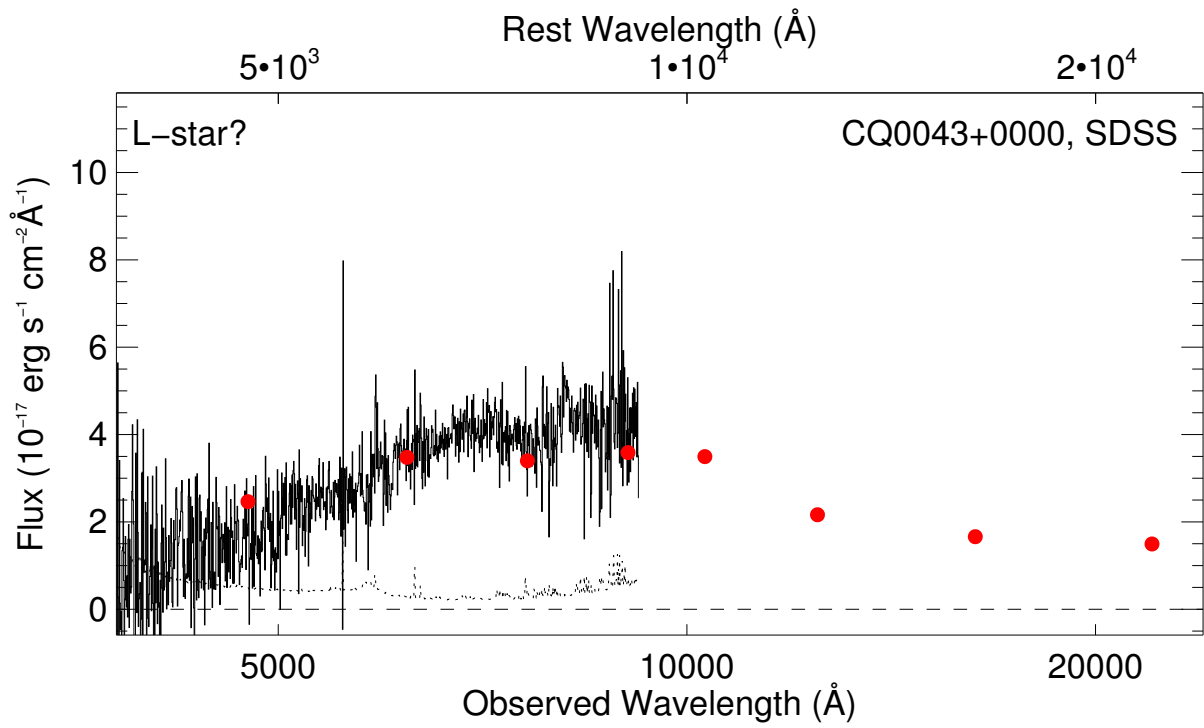 Rest Wavelength (Å)
5•10³ 1•10⁴ 2•10⁴
L−star? CQ0043+0000, SDSS
10
8
6
4
2
0
Flux (10⁻¹⁷ erg s⁻¹ cm⁻²Å⁻¹)
5000 10000 20000
Observed Wavelength (Å)